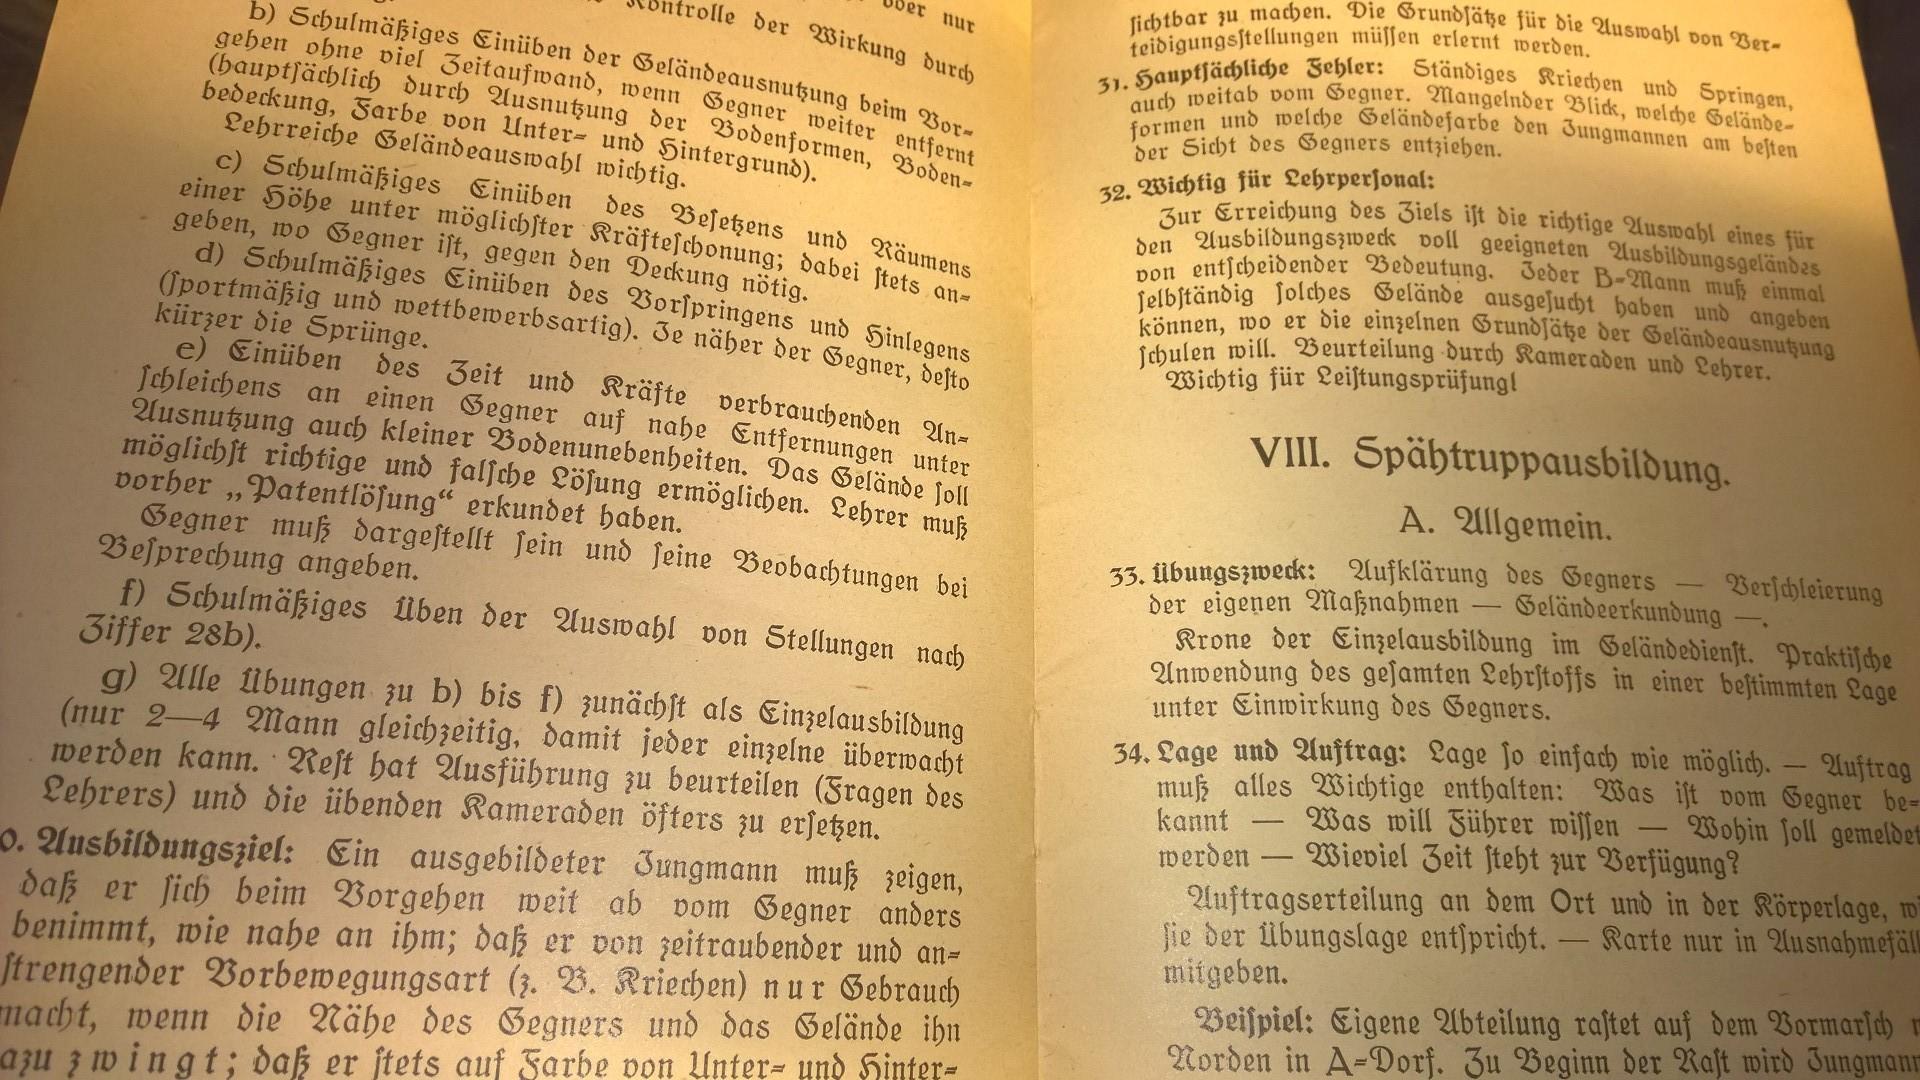 oder nur
Kontrolle der Wirkung durch
b) Schulmäßiges Einüben der Geländeausnutzung beim Vor-
gehen ohne viel Zeitaufwand, wenn Gegner weiter entfernt
(hauptsächlich durch Ausnutzung der Bodenformen, Boden-
bedeckung, Farbe von Unter- und Hintergrund).
Lehrreiche Geländeauswahl wichtig.
c) Schulmäßiges Einüben des Besetzens und Räumens
einer Höhe unter möglichster Kräfteschonung; dabei stets an-
geben, wo Gegner ist, gegen den Deckung nötig.
d) Schulmäßiges Einüben des Vorspringens und Hinlegens
(sportmäßig und wettbewerbsartig). Je näher der Gegner, desto
kürzer die Sprünge.
e) Einüben des Zeit und Kräfte verbrauchenden An-
schleichens an einen Gegner auf nahe Entfernungen unter
Ausnutzung auch kleiner Bodenunebenheiten. Das Gelände soll
möglichst richtige und falsche Lösung ermöglichen. Lehrer muß
vorher „Patentlösung“ erkundet haben.
Gegner muß dargestellt sein und seine Beobachtungen bei
Besprechung angeben.
f) Schulmäßiges Üben der Auswahl von Stellungen nach
Ziffer 28b).
g) Alle Übungen zu b) bis f) zunächst als Einzelausbildung
(nur 2—4 Mann gleichzeitig, damit jeder einzelne überwacht
werden kann. Rest hat Ausführung zu beurteilen (Fragen des
Lehrers) und die übenden Kameraden öfters zu ersetzen.
0. Ausbildungsziel: Ein ausgebildeter Jungmann muß zeigen,
daß er sich beim Vorgehen weit ab vom Gegner anders
benimmt, wie nahe an ihm; daß er von zeitraubender und an-
strengender Vorbewegungsart (z. B. Kriechen) nur Gebrauch
macht, wenn die Nähe des Gegners und das Gelände ihn
azu zwingt; daß er stets auf Farbe von Unter- und Hinter-
sichtbar zu machen. Die Grundsätze für die Auswahl von Ver-
teidigungsstellungen müssen erlernt werden.
31. Hauptsächliche Fehler: Ständiges Kriechen und Springen,
auch weitab vom Gegner. Mangelnder Blick, welche Gelände-
formen und welche Geländefarbe den Jungmannen am besten
der Sicht des Gegners entziehen.
32. Wichtig für Lehrpersonal:
Zur Erreichung des Ziels ist die richtige Auswahl eines für
den Ausbildungszweck voll geeigneten Ausbildungsgeländes
von entscheidender Bedeutung. Jeder B-Mann muß einmal
selbständig solches Gelände ausgesucht haben und angeben
können, wo er die einzelnen Grundsätze der Geländeausnutzung
schulen will. Beurteilung durch Kameraden und Lehrer.
Wichtig für Leistungsprüfung!
VIII. Spähtruppausbildung.
A. Allgemein.
33. Übungszweck: Aufklärung des Gegners — Verschleierung
der eigenen Maßnahmen — Geländeerkundung —.
Krone der Einzelausbildung im Geländedienst. Praktische
Anwendung des gesamten Lehrstoffs in einer bestimmten Lage
unter Einwirkung des Gegners.
34. Lage und Auftrag: Lage so einfach wie möglich. — Auftrag
muß alles Wichtige enthalten: Was ist vom Gegner be-
kannt — Was will Führer wissen — Wohin soll gemeldet
werden — Wieviel Zeit steht zur Verfügung?
Auftragserteilung an dem Ort und in der Körperlage, wi
sie der Übungslage entspricht. — Karte nur in Ausnahmefäll
mitgeben.
Beispiel: Eigene Abteilung rastet auf dem Vormarsch n
Norden in A-Dorf. Zu Beginn der Rast wird Jungmann